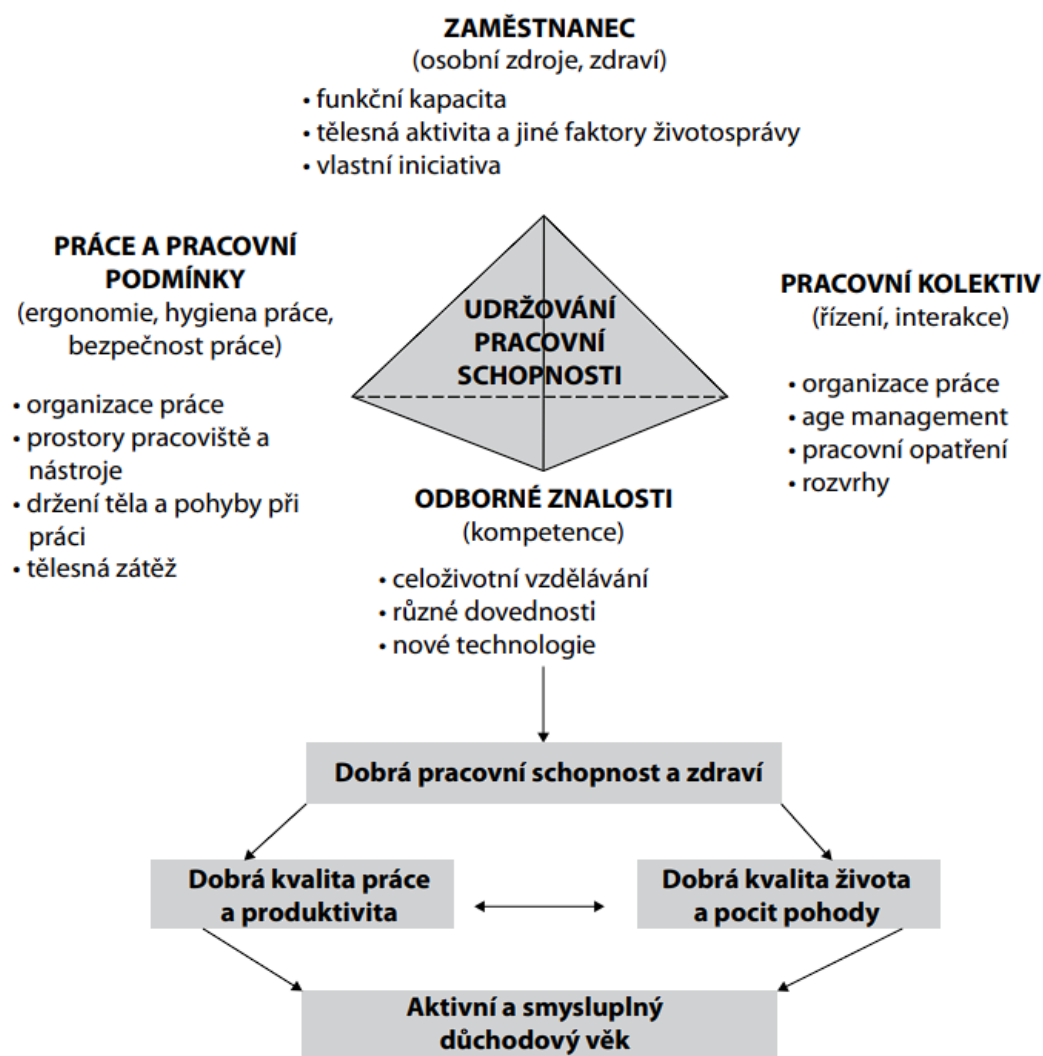 ZAMĚSTNANEC
(osobní zdroje, zdraví)
• funkční kapacita
• tělesná aktivita a jiné faktory životosprávy
• vlastní iniciativa
PRÁCE A PRACOVNÍ
PODMÍNKY
(ergonomie, hygiena práce,
bezpečnost práce)
• organizace práce
• prostory pracoviště a
nástroje
• držení těla a pohyby při
práci
• tělesná zátěž
UDRŽOVÁNÍ
PRACOVNÍ
SCHOPNOSTI
PRACOVNÍ KOLEKTIV
(řízení, interakce)
• organizace práce
• age management
• pracovní opatření
• rozvrhy
ODBORNÉ ZNALOSTI
(kompetence)
• celoživotní vzdělávání
• různé dovednosti
• nové technologie
Dobrá pracovní schopnost a zdraví
Dobrá kvalita práce
a produktivita
Dobrá kvalita života
a pocit pohody
Aktivní a smysluplný
důchodový věk